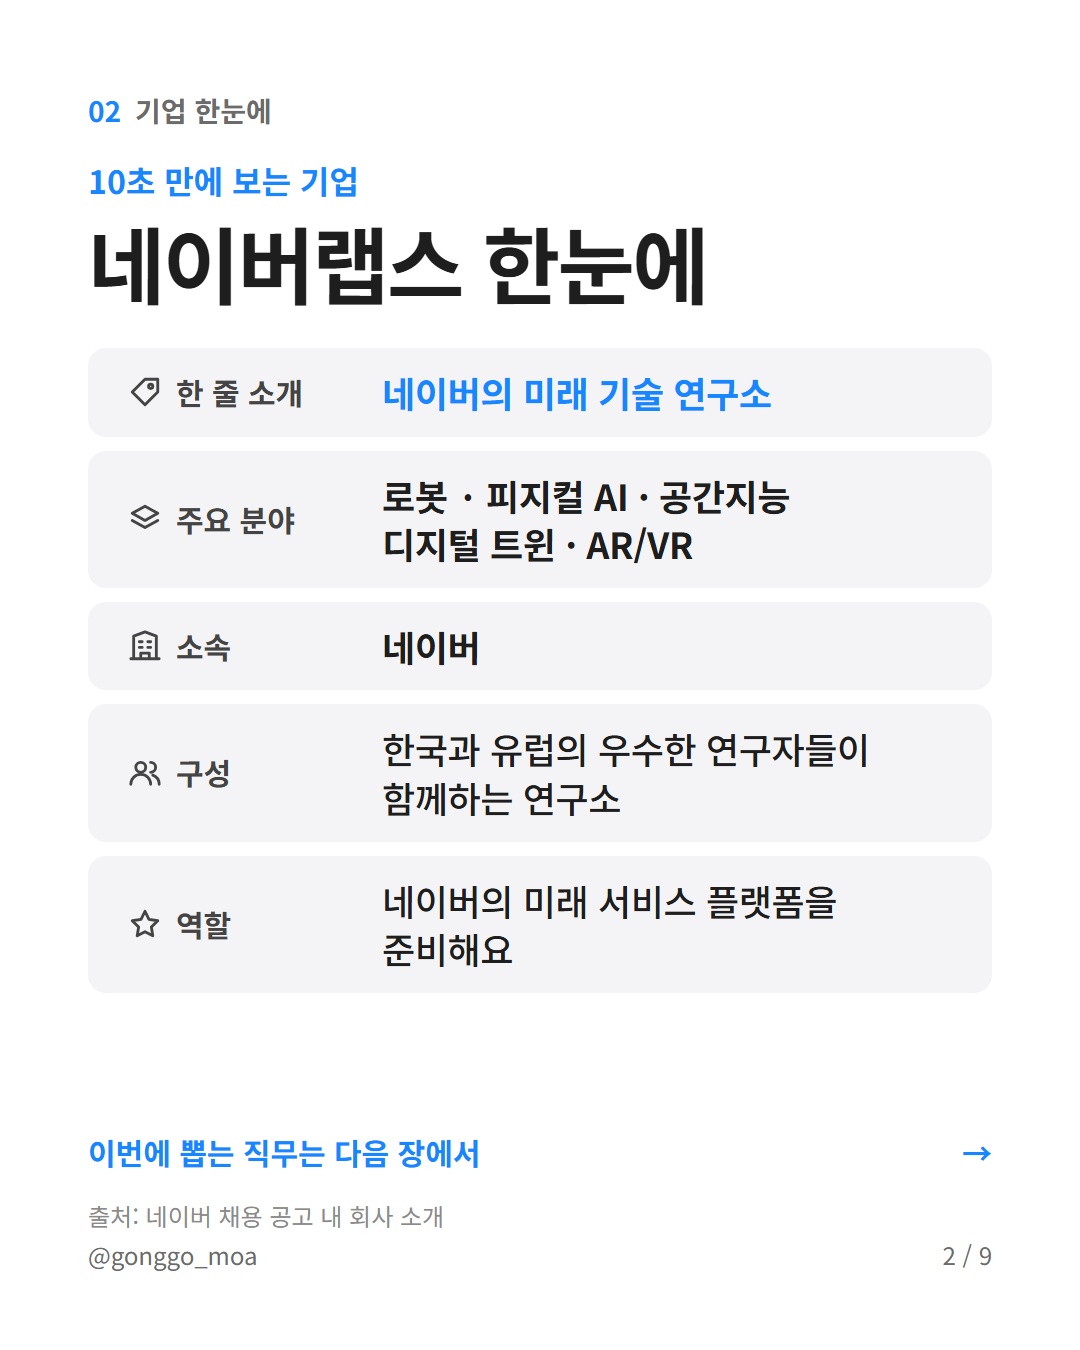 02 기업 한눈에
10초 만에 보는 기업
네이버랩스 한눈에
한 줄 소개
네이버의 미래 기술 연구소
주요 분야
로봇 · 피지컬 AI · 공간지능
디지털 트윈 · AR/VR
소속
네이버
구성
한국과 유럽의 우수한 연구자들이
함께하는 연구소
역할
네이버의 미래 서비스 플랫폼을
준비해요
이번에 뽑는 직무는 다음 장에서 →
출처: 네이버 채용 공고 내 회사 소개
@gonggo_moa
2 / 9